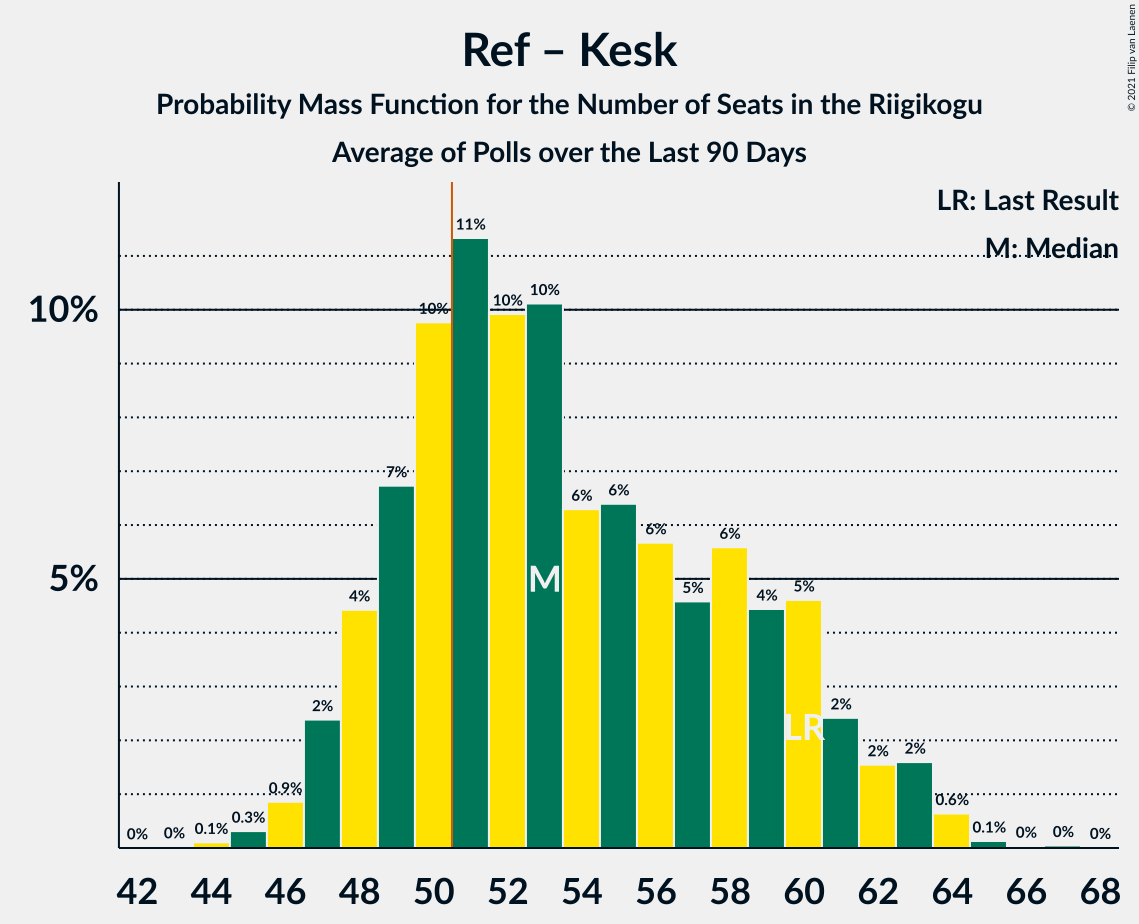 Ref – Kesk
Probability Mass Function for the Number of Seats in the Riigikogu
Average of Polls over the Last 90 Days
© 2021 Filip van Laenen
LR: Last Result
M: Median
10%
5%
0% 0% 0.1% 0.3% 0.9% 2% 4% 7% 10% 11% 10% 10% 6% 6% 6% 5% 6% 4% 5% 2% 2% 2% 0.6% 0.1% 0% 0% 0%
M
LR
42 44 46 48 50 52 54 56 58 60 62 64 66 68